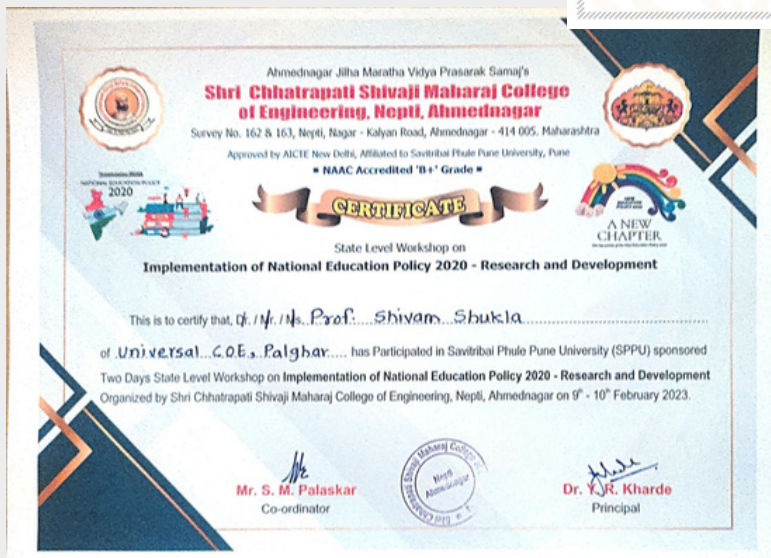 Ahmednagar Jilha Maratha Vidya Prasarak Samaj's
Shri Chhatrapati Shivaji Maharaj College
of Engineering, Nepti, Ahmednagar
Survey No. 162 & 163, Nepti, Nagar - Kalyan Road, Ahmednagar - 414 005. Maharashtra
Approved by AICTE New Delhi, Affiliated to Savitribai Phule Pune University, Pune
NAAC Accredited 'B+' Grade
NATIONAL EDUCATION POLICY
2020
CERTIFICATE
A NEW
CHAPTER
State Level Workshop on
Implementation of National Education Policy 2020 - Research and Development
This is to certify that, Dr. / Mr. / Ms. Prof. Shivam Shukla
of Universal C.O.E, Palghar has Participated in Savitribai Phule Pune University (SPPU) sponsored
Two Days State Level Workshop on Implementation of National Education Policy 2020 - Research and Development
Organized by Shri Chhatrapati Shivaji Maharaj College of Engineering, Nepti, Ahmednagar on 9th - 10th February 2023.
Mr. S. M. Palaskar
Co-ordinator
Nepti
Ahmednagar
Dr. Y. R. Kharde
Principal